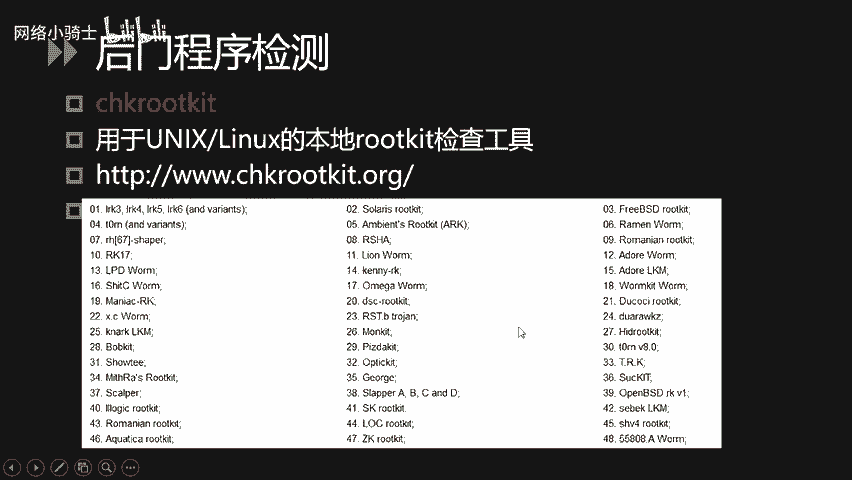 网络小骑士
后门程序检测
chkrootkit
用于UNIX/Linux的本地rootkit检查工具
http://www.chkrootkit.org/
01. lrk3, lrk4, lrk5, lrk6 (and variants); 02. Solaris rootkit; 03. FreeBSD rootkit;
04. t0rn (and variants); 05. Ambient's Rootkit (ARK); 06. Ramen Worm;
07. rh[67]-shaper; 08. RSHA; 09. Romanian rootkit;
10. RK17; 11. Lion Worm; 12. Adore Worm;
13. LPD Worm; 14. kenny-rk; 15. Adore LKM;
16. ShitC Worm; 17. Omega Worm; 18. Wormkit Worm;
19. Maniac-RK; 20. dsc-rootkit; 21. Ducoci rootkit;
22. x.c Worm; 23. RST.b trojan; 24. duarawkz;
25. knark LKM; 26. Monkit; 27. Hidrootkit;
28. Bobkit; 29. Pizdakit; 30. t0rn v8.0;
31. Showtee; 32. Optickit; 33. T.R.K;
34. MithRa's Rootkit; 35. George; 36. SucKIT;
37. Scalper; 38. Slapper A, B, C and D; 39. OpenBSD rk v1;
40. Illogic rootkit; 41. SK rootkit. 42. sebek LKM;
43. Romanian rootkit; 44. LOC rootkit; 45. shv4 rootkit;
46. Aquatica rootkit; 47. ZK rootkit; 48. 55808.A Worm;